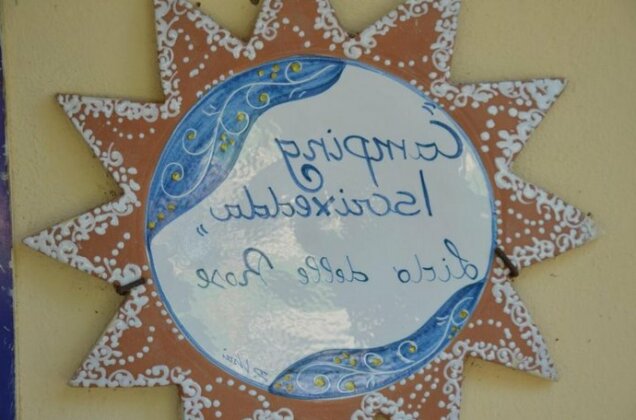 "Camping
Iscrixedda"
Lido delle Rose